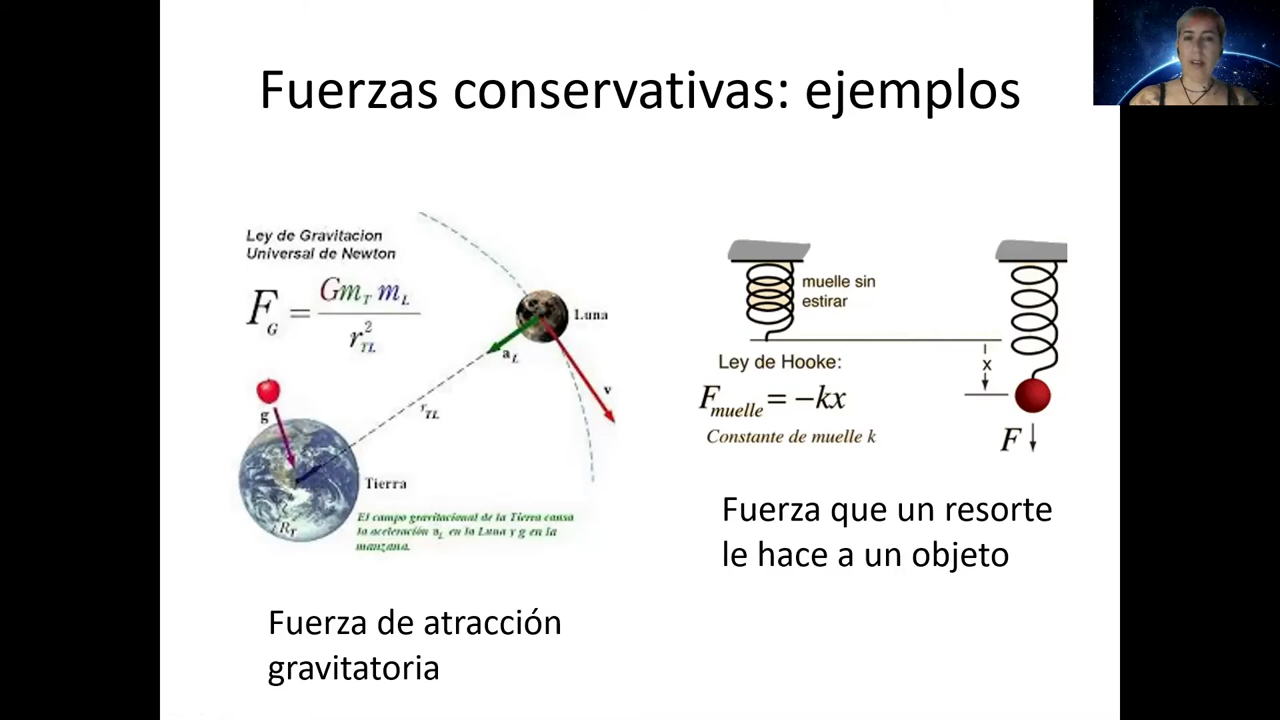 Fuerzas conservativas: ejemplos
Ley de Gravitacion
Universal de Newton
F_G = Gm_T m_L / r²_TL
Luna
a_L
v
r_TL
g
Tierra
R_T
El campo gravitacional de la Tierra causa
la aceleración a_L en la Luna y g en la
manzana.
Fuerza de atracción
gravitatoria
muelle sin
estirar
x
Ley de Hooke:
F_muelle = −kx
Constante de muelle k
F
Fuerza que un resorte
le hace a un objeto